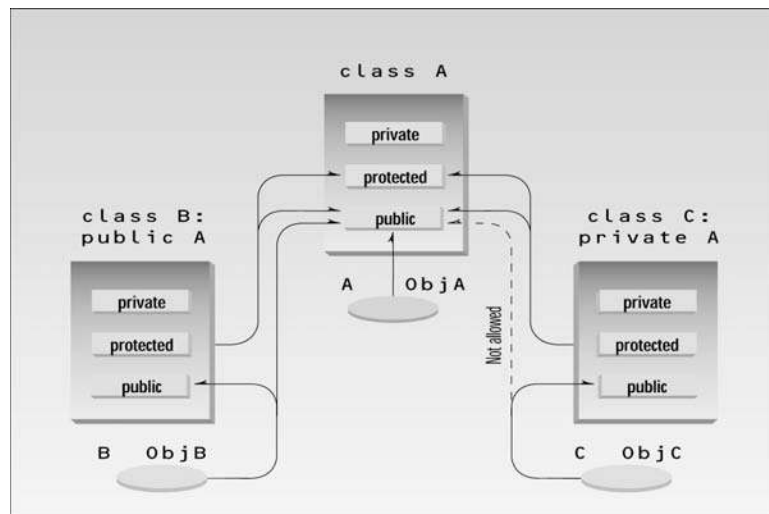 class A
private
protected
public
class B:
public A
class C:
private A
A ObjA
private
protected
public
Not allowed
private
protected
public
B ObjB
C ObjC